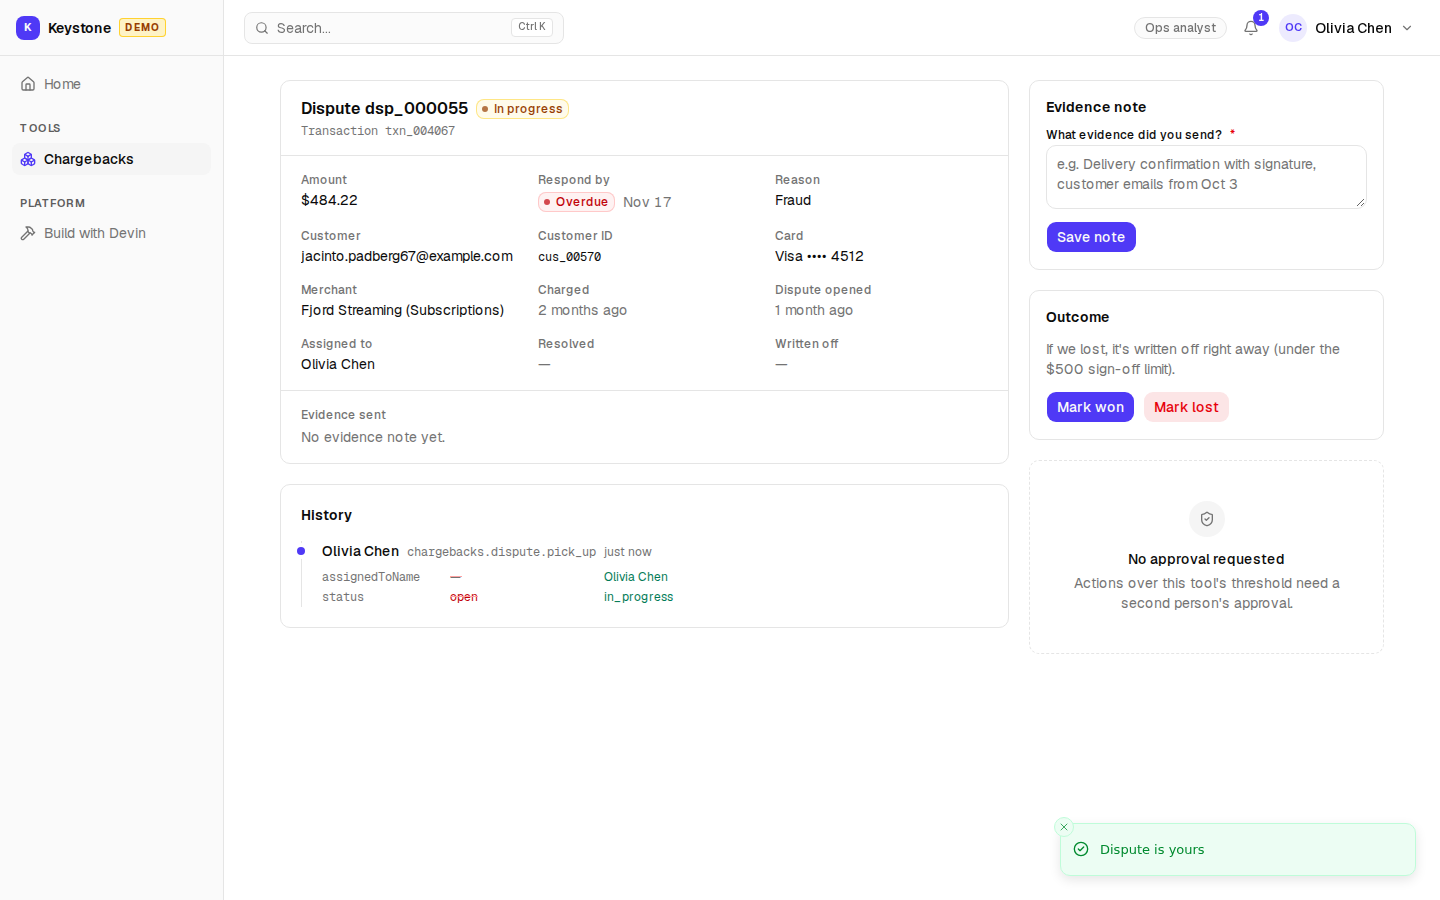 K Keystone DEMO
Search...
Ctrl K
Ops analyst
1
OC Olivia Chen
Home
TOOLS
Chargebacks
PLATFORM
Build with Devin
Dispute dsp_000055 In progress
Transaction txn_004067
Amount
$484.22
Respond by
Overdue Nov 17
Reason
Fraud
Customer
jacinto.padberg67@example.com
Customer ID
cus_00570
Card
Visa •••• 4512
Merchant
Fjord Streaming (Subscriptions)
Charged
2 months ago
Dispute opened
1 month ago
Assigned to
Olivia Chen
Resolved
—
Written off
—
Evidence sent
No evidence note yet.
History
Olivia Chen chargebacks.dispute.pick_up just now
assignedToName — Olivia Chen
status open in_progress
Evidence note
What evidence did you send? *
e.g. Delivery confirmation with signature,
customer emails from Oct 3
Save note
Outcome
If we lost, it's written off right away (under the
$500 sign-off limit).
Mark won Mark lost
No approval requested
Actions over this tool's threshold need a
second person's approval.
Dispute is yours